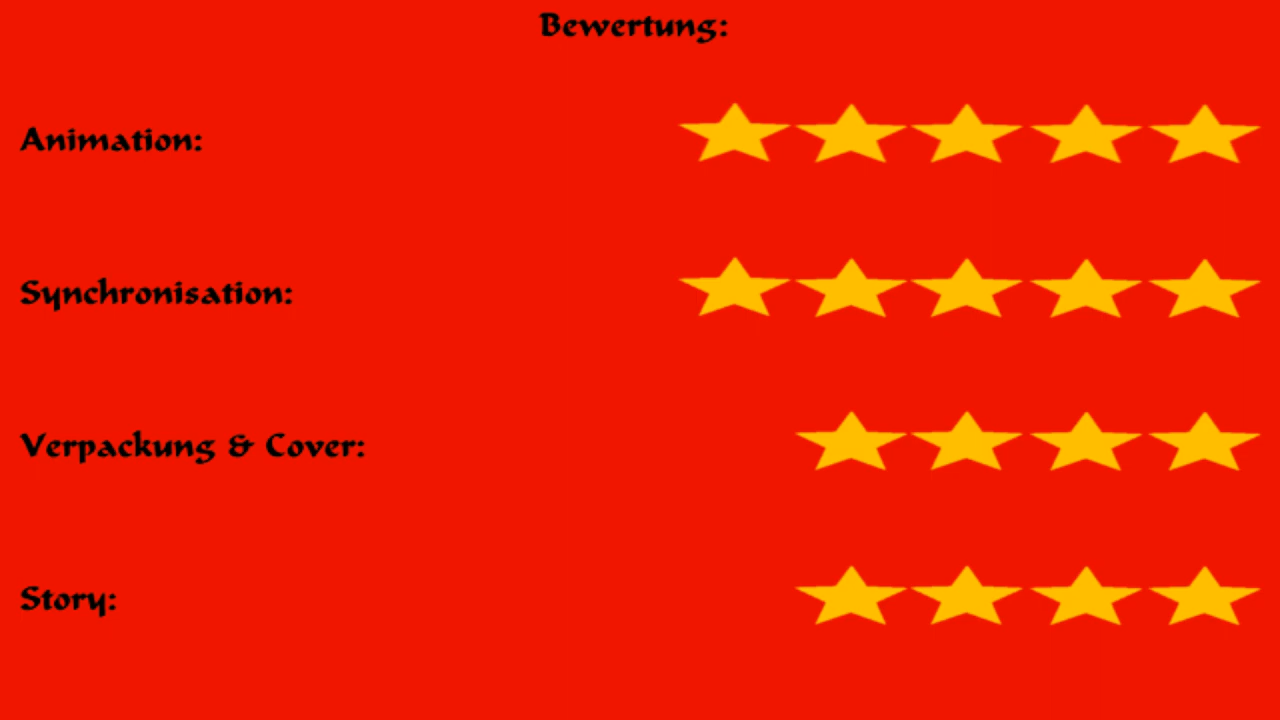 Bewertung:
Animation:
Synchronisation:
Verpackung & Cover:
Story: